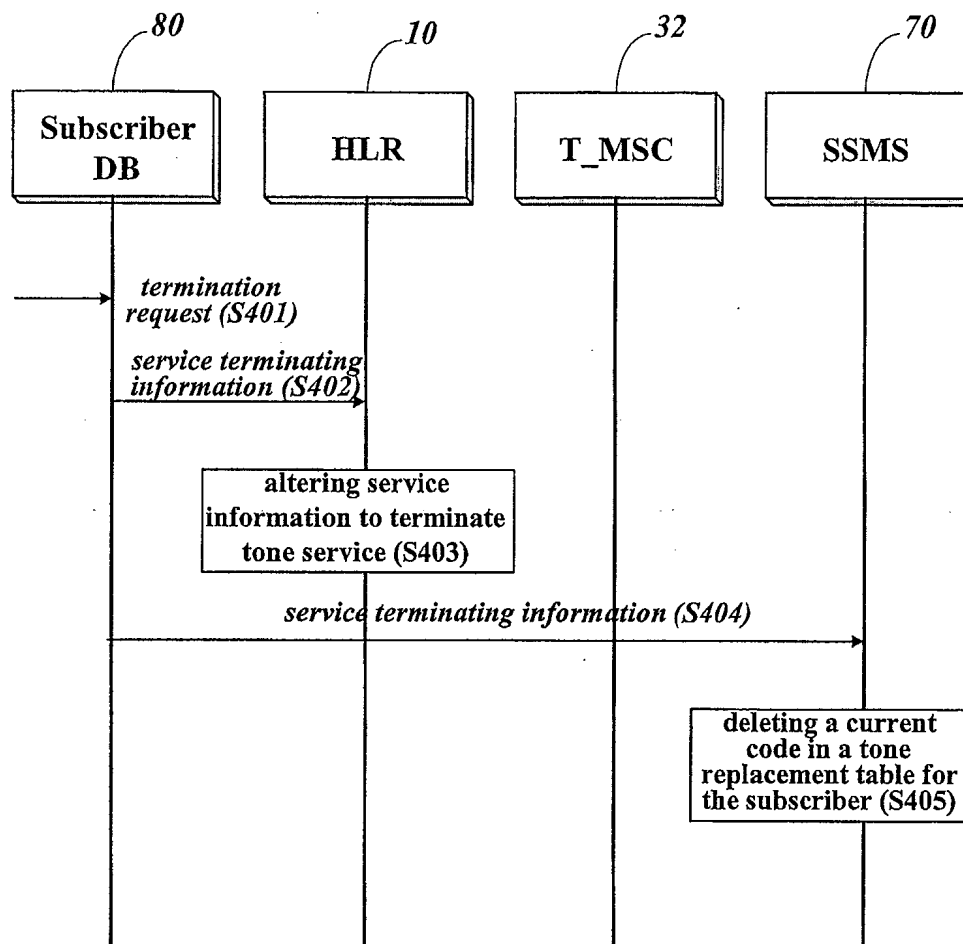 80
10
32
70
Subscriber
DB
HLR
T_MSC
SSMS
termination
request (S401)
service terminating
information (S402)
altering service
information to terminate
tone service (S403)
service terminating information (S404)
deleting a current
code in a tone
replacement table for
the subscriber (S405)